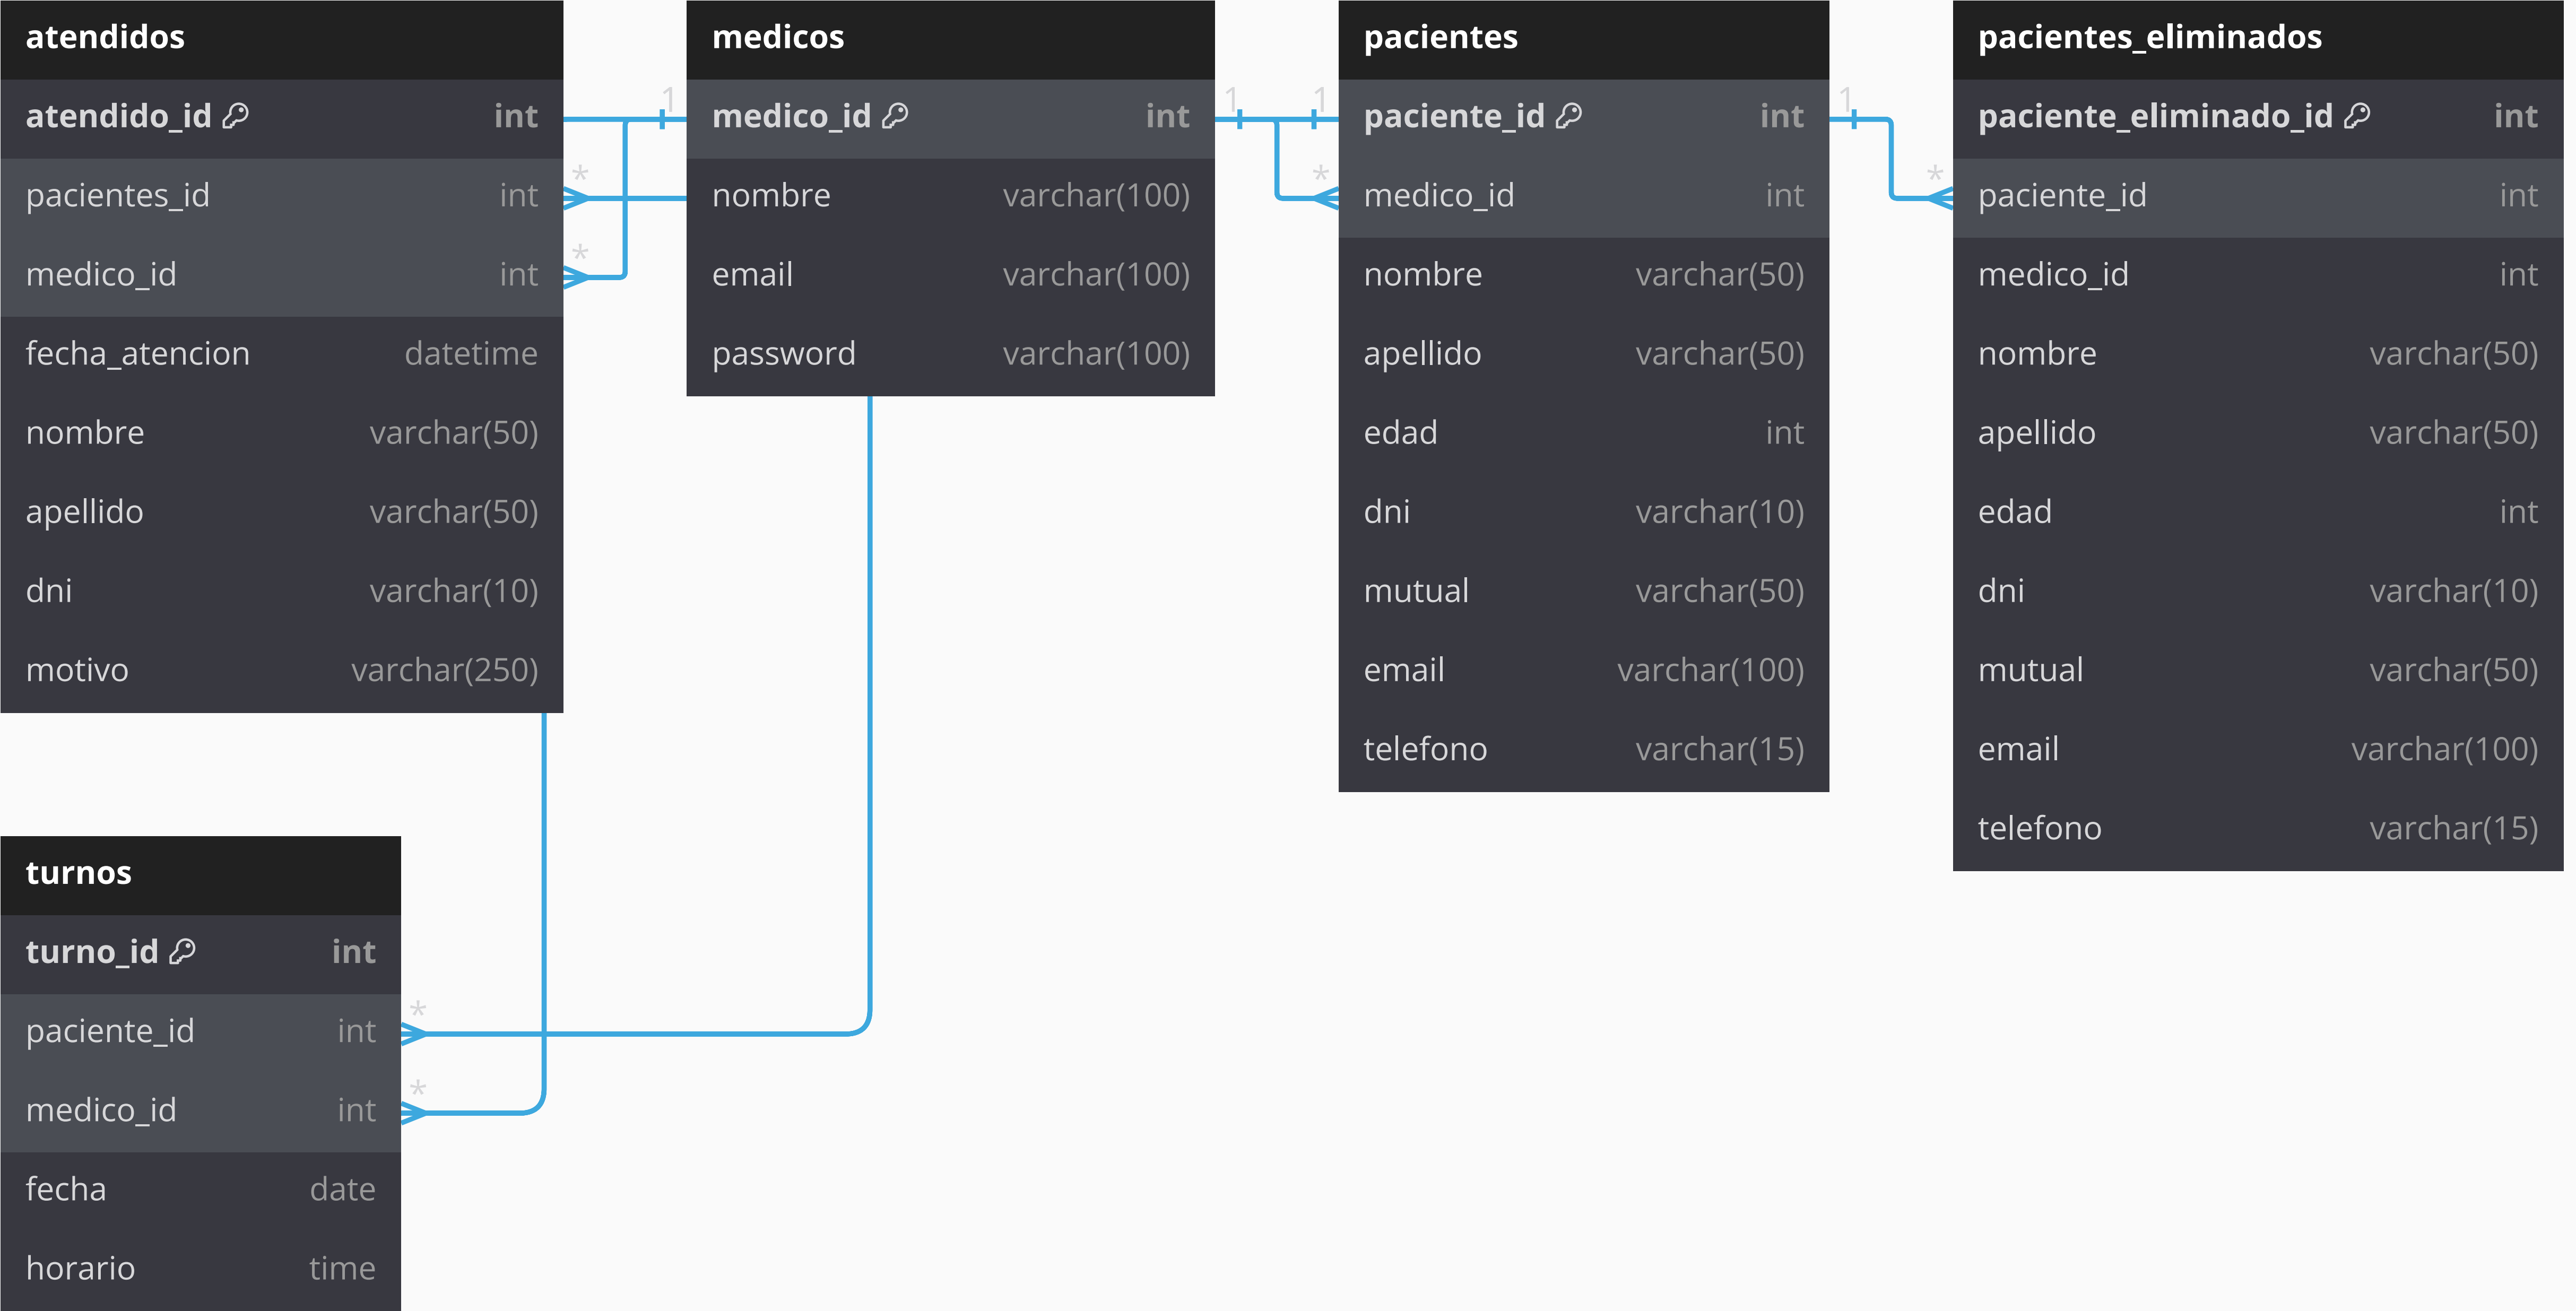 atendidos
atendido_id int
pacientes_id int
medico_id int
fecha_atencion datetime
nombre varchar(50)
apellido varchar(50)
dni varchar(10)
motivo varchar(250)
* 
*
1
medicos
medico_id int
nombre varchar(100)
email varchar(100)
password varchar(100)
1
1
*
pacientes
paciente_id int
medico_id int
nombre varchar(50)
apellido varchar(50)
edad int
dni varchar(10)
mutual varchar(50)
email varchar(100)
telefono varchar(15)
1
*
pacientes_eliminados
paciente_eliminado_id int
paciente_id int
medico_id int
nombre varchar(50)
apellido varchar(50)
edad int
dni varchar(10)
mutual varchar(50)
email varchar(100)
telefono varchar(15)
turnos
turno_id int
paciente_id int
medico_id int
fecha date
horario time
*
*